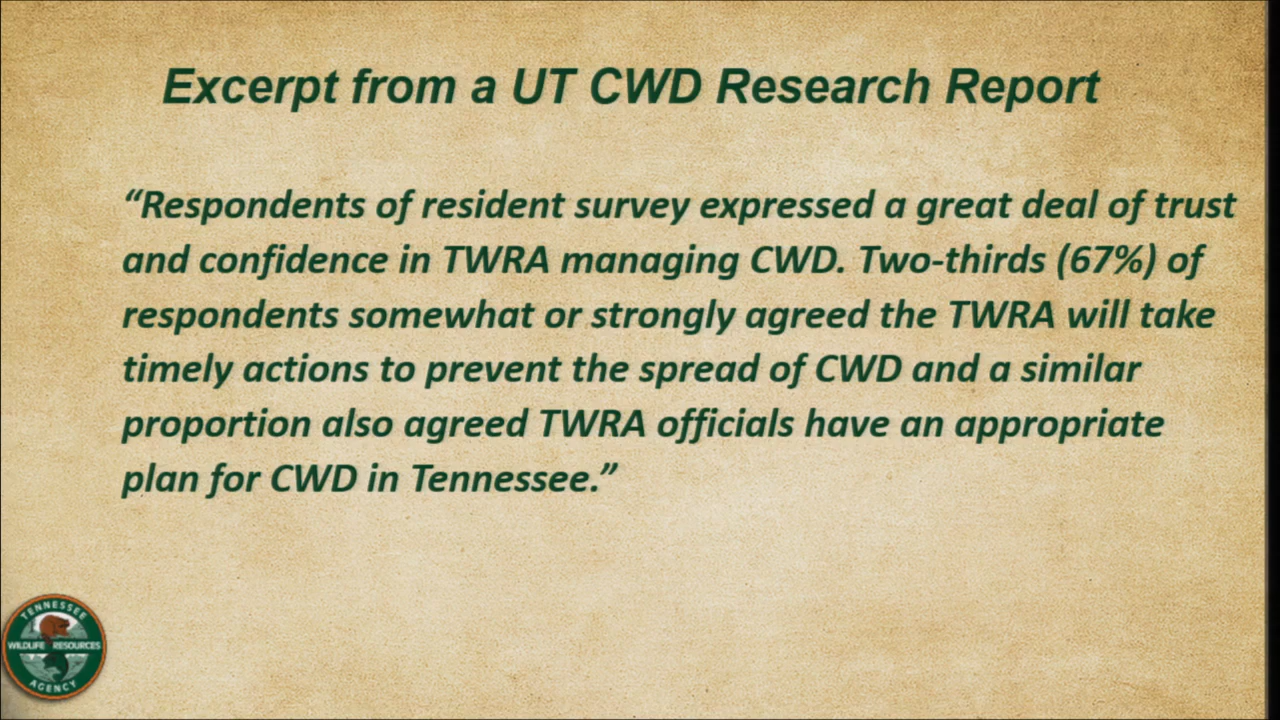 Excerpt from a UT CWD Research Report
“Respondents of resident survey expressed a great deal of trust
and confidence in TWRA managing CWD. Two-thirds (67%) of
respondents somewhat or strongly agreed the TWRA will take
timely actions to prevent the spread of CWD and a similar
proportion also agreed TWRA officials have an appropriate
plan for CWD in Tennessee.”
TENNESSEE
WILDLIFE RESOURCES
AGENCY